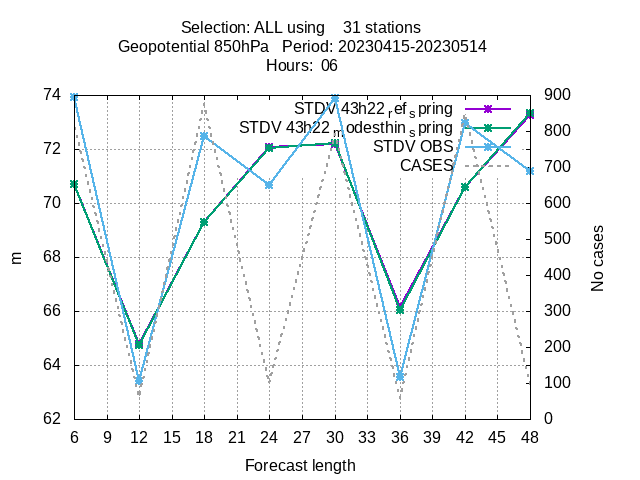 Selection: ALL using    31 stations
Geopotential 850hPa   Period: 20230415-20230514
Hours:  06
STDV 43h22_ref_spring
STDV 43h22_modesthin_spring
STDV OBS
CASES
74
72
70
68
66
64
62
m
900
800
700
600
500
400
300
200
100
0
No cases
6 9 12 15 18 21 24 27 30 33 36 39 42 45 48
Forecast length